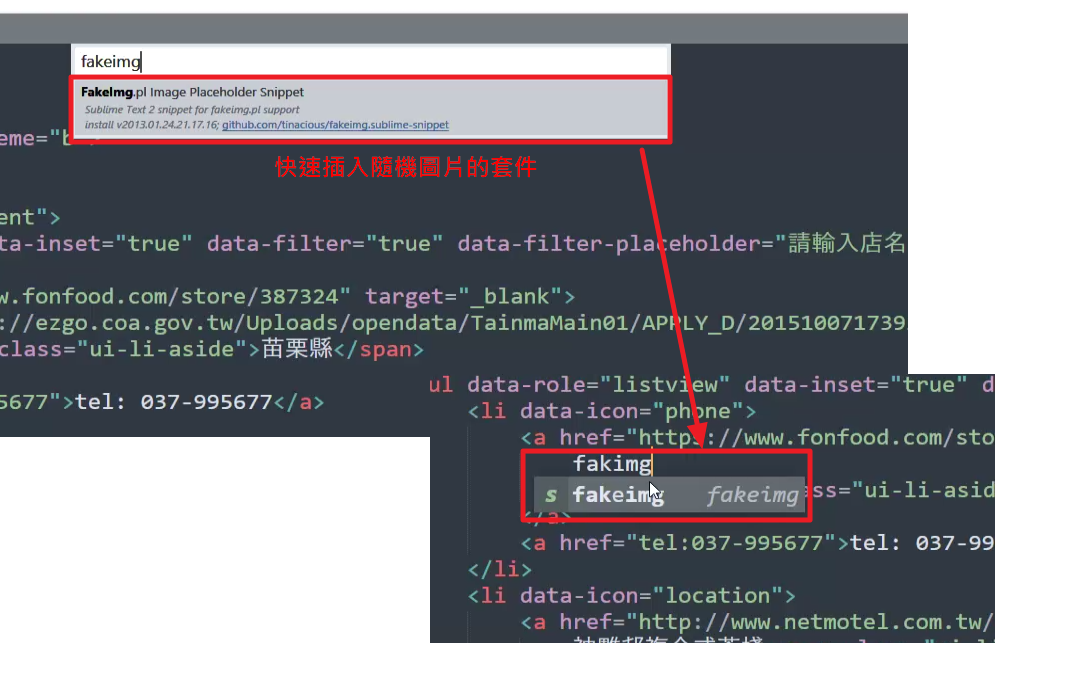 fakeimg
FakeImg.pl Image Placeholder Snippet
Sublime Text 2 snippet for fakeimg.pl support
install v2013.01.24.21.17.16; github.com/tinacious/fakeimg.sublime-snippet
eme="b
快速插入隨機圖片的套件
ent">
ta-inset="true" data-filter="true" data-filter-placeholder="請輸入店名
w.fonfood.com/store/387324" target="_blank">
://ezgo.coa.gov.tw/Uploads/opendata/TainmaMain01/APPLY_D/201510071739
class="ui-li-aside">苗栗縣</span>
5677">tel: 037-995677</a>
ul data-role="listview" data-inset="true" d
<li data-icon="phone">
<a href="https://www.fonfood.com/sto
fakimg
s fakeimg fakeimg ss="ui-li-asid
</a>
<a href="tel:037-995677">tel: 037-99
</li>
<li data-icon="location">
<a href="http://www.netmotel.com.tw/